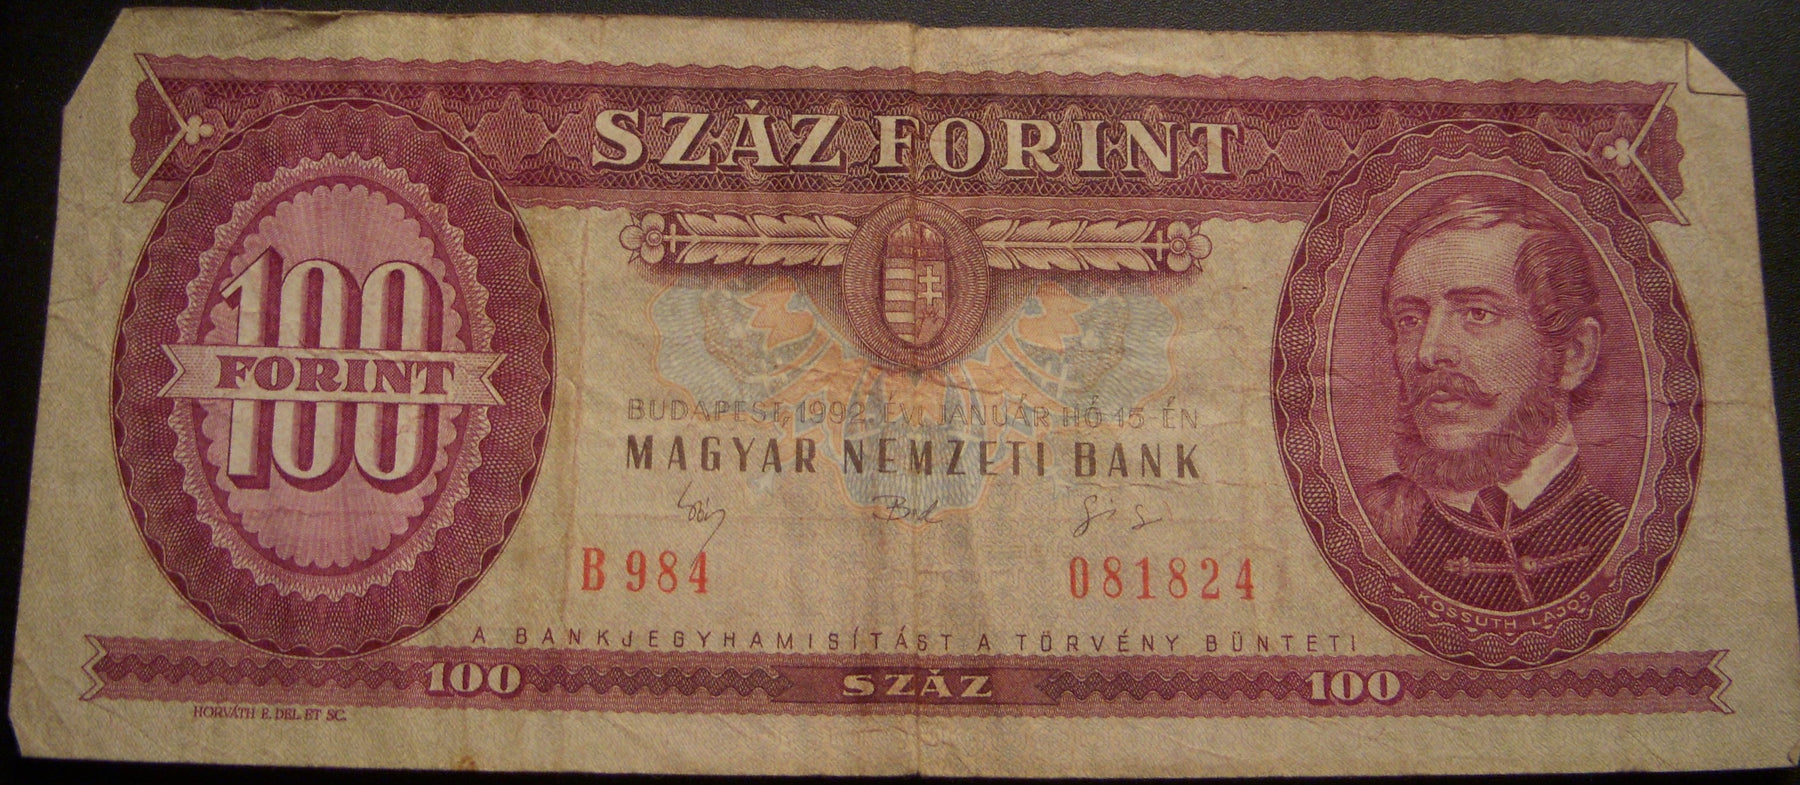 SZÁZ FORINT
100
FORINT
BUDAPEST, 1992. ÉVI JANUÁR HÓ 15-ÉN
MAGYAR NEMZETI BANK
B 984 081824
KOSSUTH LAJOS
A BANKJEGYHAMISÍTÁST A TÖRVÉNY BÜNTETI
100 SZÁZ 100
HORVÁTH E. DEL. ET SC.